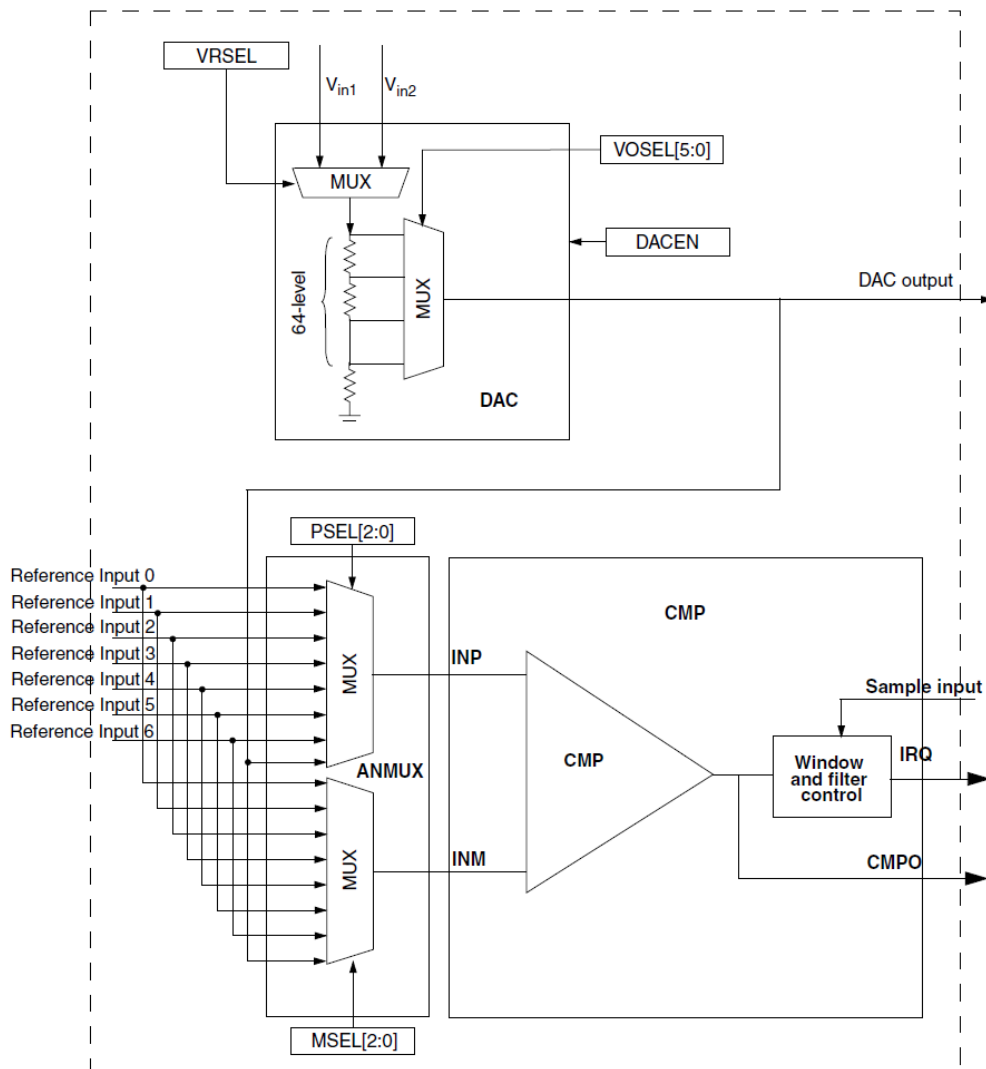 VRSEL
Vin1
Vin2
VOSEL[5:0]
MUX
DACEN
64-level
MUX
DAC output
DAC
PSEL[2:0]
Reference Input 0
Reference Input 1
Reference Input 2
Reference Input 3
Reference Input 4
Reference Input 5
Reference Input 6
MUX
ANMUX
MUX
INP
INM
CMP
CMP
Sample input
Window
and filter
control
IRQ
CMPO
MSEL[2:0]